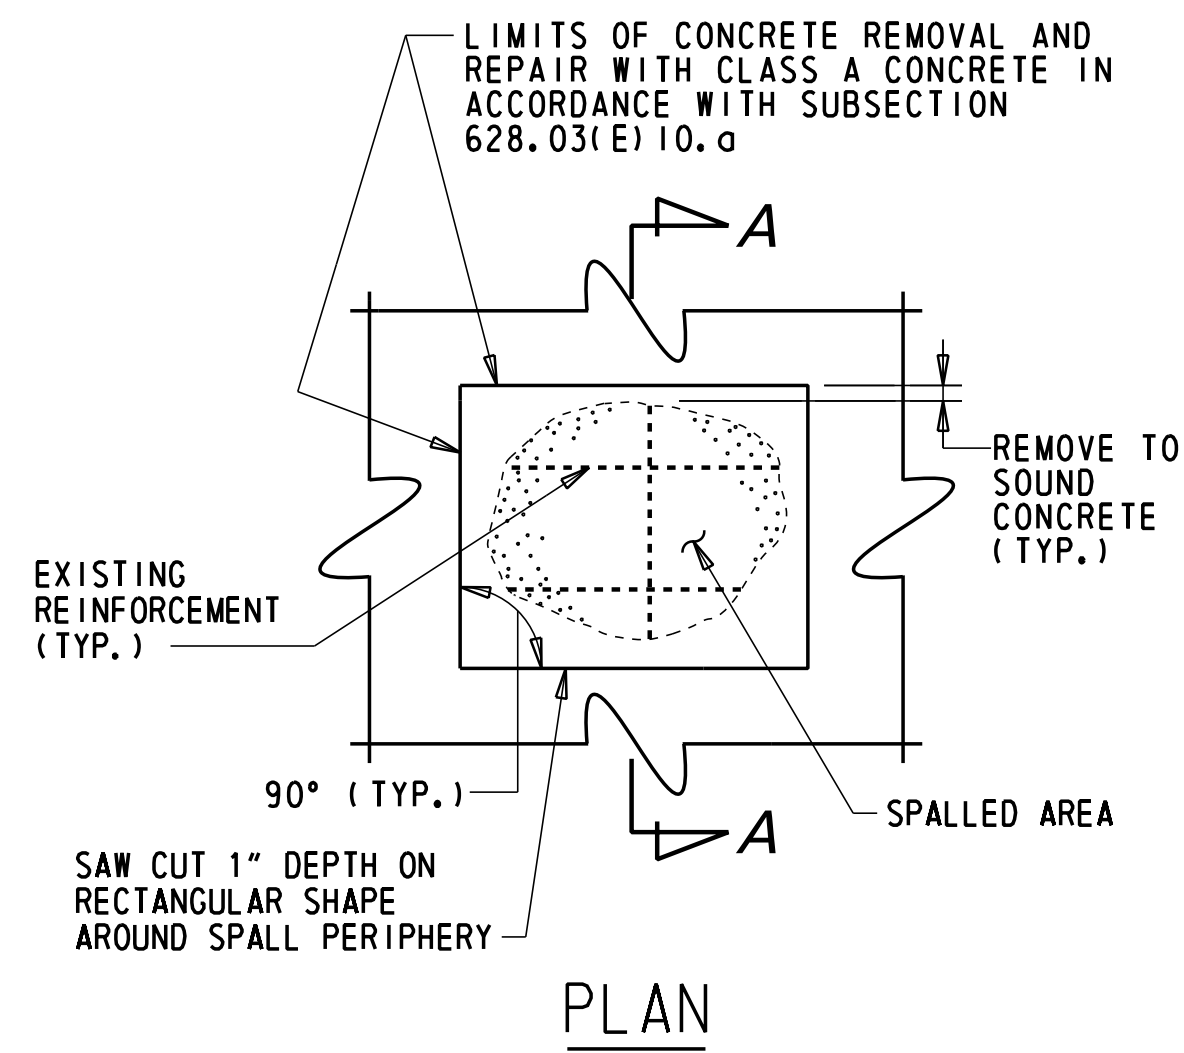 LIMITS OF CONCRETE REMOVAL AND
REPAIR WITH CLASS A CONCRETE IN
ACCORDANCE WITH SUBSECTION
628.03(E)10.a
A
REMOVE TO
SOUND
CONCRETE
(TYP.)
EXISTING
REINFORCEMENT
(TYP.)
90° (TYP.)
SPALLED AREA
A
SAW CUT 1" DEPTH ON
RECTANGULAR SHAPE
AROUND SPALL PERIPHERY
PLAN